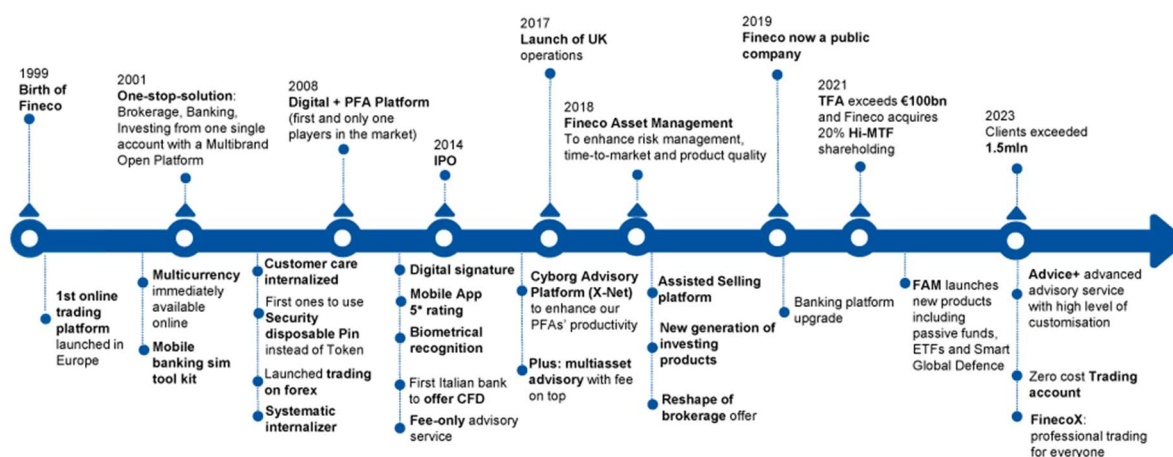 1999
Birth of
Fineco
2001
One-stop-solution:
Brokerage, Banking,
Investing from one single
account with a Multibrand
Open Platform
2008
Digital + PFA Platform
(first and only one
players in the market)
2014
IPO
2017
Launch of UK
operations
2018
Fineco Asset Management
To enhance risk management,
time-to-market and product quality
2019
Fineco now a public
company
2021
TFA exceeds €100bn
and Fineco acquires
20% Hi-MTF
shareholding
2023
Clients exceeded
1.5mln
1st online
trading
platform
launched in
Europe
Multicurrency
immediately
available
online
Mobile
banking sim
tool kit
Customer care
internalized
First ones to use
Security
disposable Pin
instead of Token
Launched trading
on forex
Systematic
internalizer
Digital signature
Mobile App
5* rating
Biometrical
recognition
First Italian bank
to offer CFD
Fee-only advisory
service
Cyborg Advisory
Platform (X-Net)
to enhance our
PFAs' productivity
Plus: multiasset
advisory with fee
on top
Assisted Selling
platform
New generation of
investing
products
Reshape of
brokerage offer
Banking platform
upgrade
FAM launches
new products
including
passive funds,
ETFs and Smart
Global Defence
Advice+ advanced
advisory service
with high level of
customisation
Zero cost Trading
account
FinecoX:
professional trading
for everyone